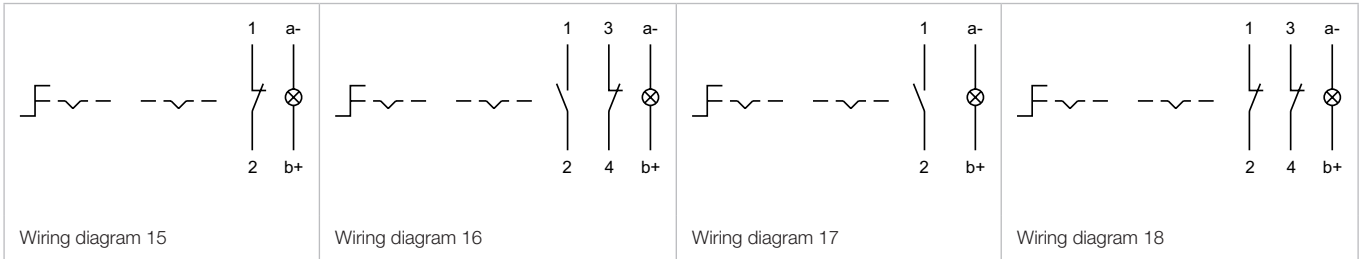 1 a-
2 b+
Wiring diagram 15
1 3 a-
2 4 b+
Wiring diagram 16
1 a-
2 b+
Wiring diagram 17
1 3 a-
2 4 b+
Wiring diagram 18